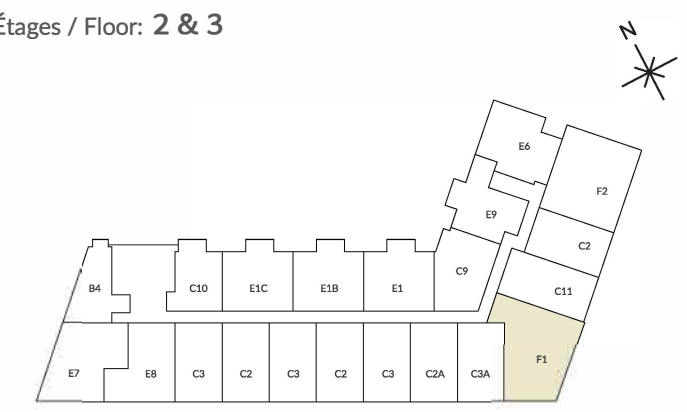 Étages / Floor: 2 & 3
N
E6
F2
E9
C2
C9
C11
B4
C10
E1C
E1B
E1
F1
E7
E8
C3
C2
C3
C2
C3
C2A
C3A